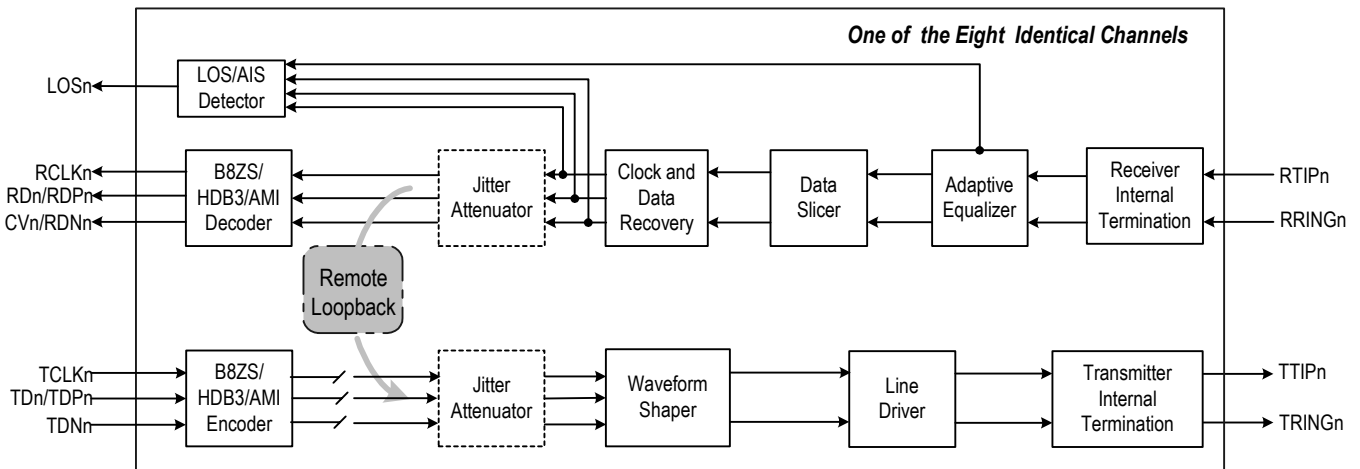 One of the Eight Identical Channels
LOSn
LOS/AIS
Detector
RCLKn
RDn/RDPn
CVn/RDNn
B8ZS/
HDB3/AMI
Decoder
Jitter
Attenuator
Clock and
Data
Recovery
Data
Slicer
Adaptive
Equalizer
Receiver
Internal
Termination
RTIPn
RRINGn
Remote
Loopback
TCLKn
TDn/TDPn
TDNn
B8ZS/
HDB3/AMI
Encoder
Jitter
Attenuator
Waveform
Shaper
Line
Driver
Transmitter
Internal
Termination
TTIPn
TRINGn